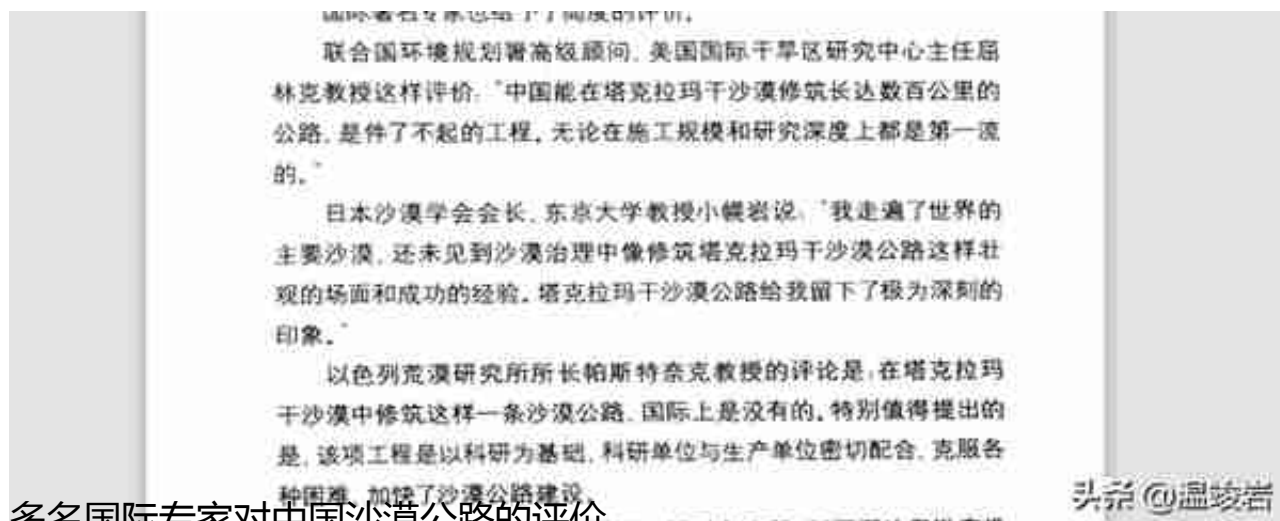 国际著名专家也给予了高度的评价。
联合国环境规划署高级顾问、美国国际干旱区研究中心主任屈
林克教授这样评价:“中国能在塔克拉玛干沙漠修筑长达数百公里的
公路,是件了不起的工程。无论在施工规模和研究深度上都是第一流
的。”
日本沙漠学会会长、东京大学教授小幌岩说:“我走遍了世界的
主要沙漠,还未见到沙漠治理中像修筑塔克拉玛干沙漠公路这样壮
观的场面和成功的经验。塔克拉玛干沙漠公路给我留下了极为深刻的
印象。”
以色列荒漠研究所所长帕斯特奈克教授的评论是:在塔克拉玛
干沙漠中修筑这样一条沙漠公路,国际上是没有的。特别值得提出的
是,该项工程是以科研为基础,科研单位与生产单位密切配合,克服各
种困难,加快了沙漠公路建设。
多名国际专家对中国沙漠公路的评价
头条 @温竣岩